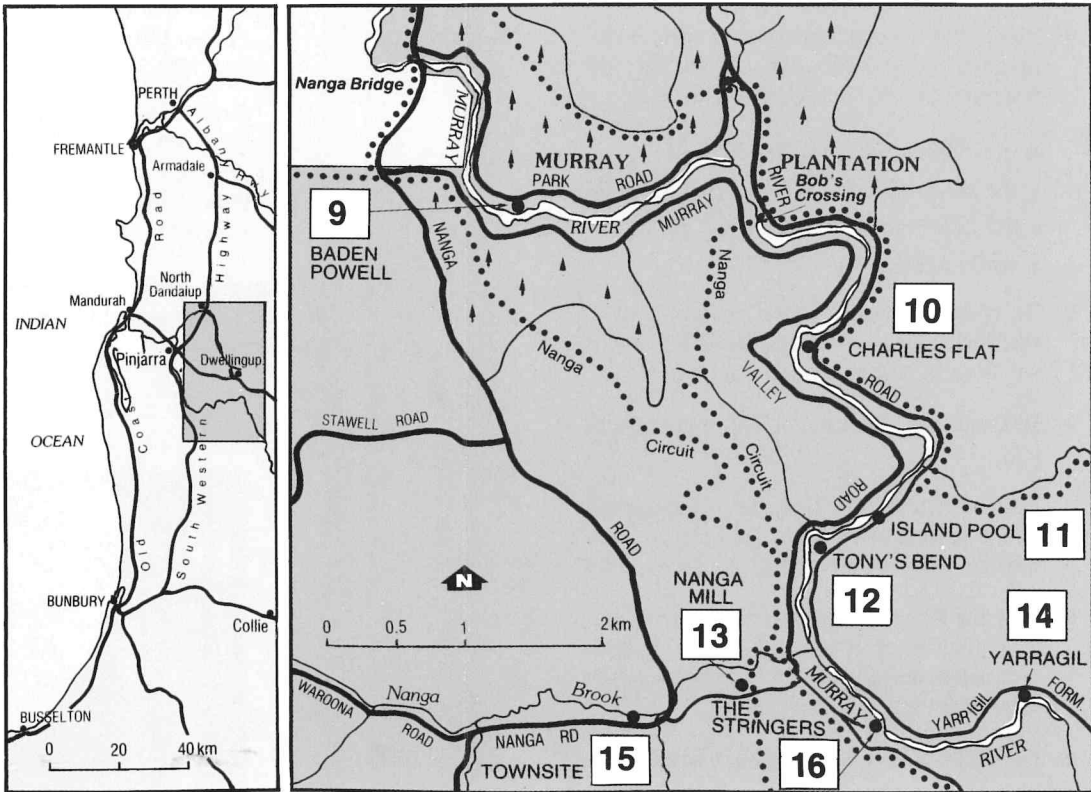 PERTH
FREMANTLE
Albany Hwy
Armadale
Road
Highway
North
Dandalup
Mandurah
INDIAN
Pinjarra
Dwellingup
OCEAN
Old Coast
South Western
BUNBURY
Collie
BUSSELTON
0 20 40 km
Nanga Bridge
MURRAY
MURRAY
PARK ROAD
PLANTATION
Bob's
Crossing
RIVER
9
BADEN
POWELL
RIVER
MURRAY
NANGA
Nanga
10
CHARLIES FLAT
Nanga
VALLEY
ROAD
STAWELL ROAD
Circuit
Circuit
ROAD
ISLAND POOL
11
TONY'S BEND
ROAD
N
NANGA
MILL
12
14
0 0.5 1 2 km
13
YARRAGIL
WAROONA
ROAD
Nanga Brook
THE
STRINGERS
MURRAY
YARRAGIL FORM.
RIVER
NANGA RD
TOWNSITE
15
16